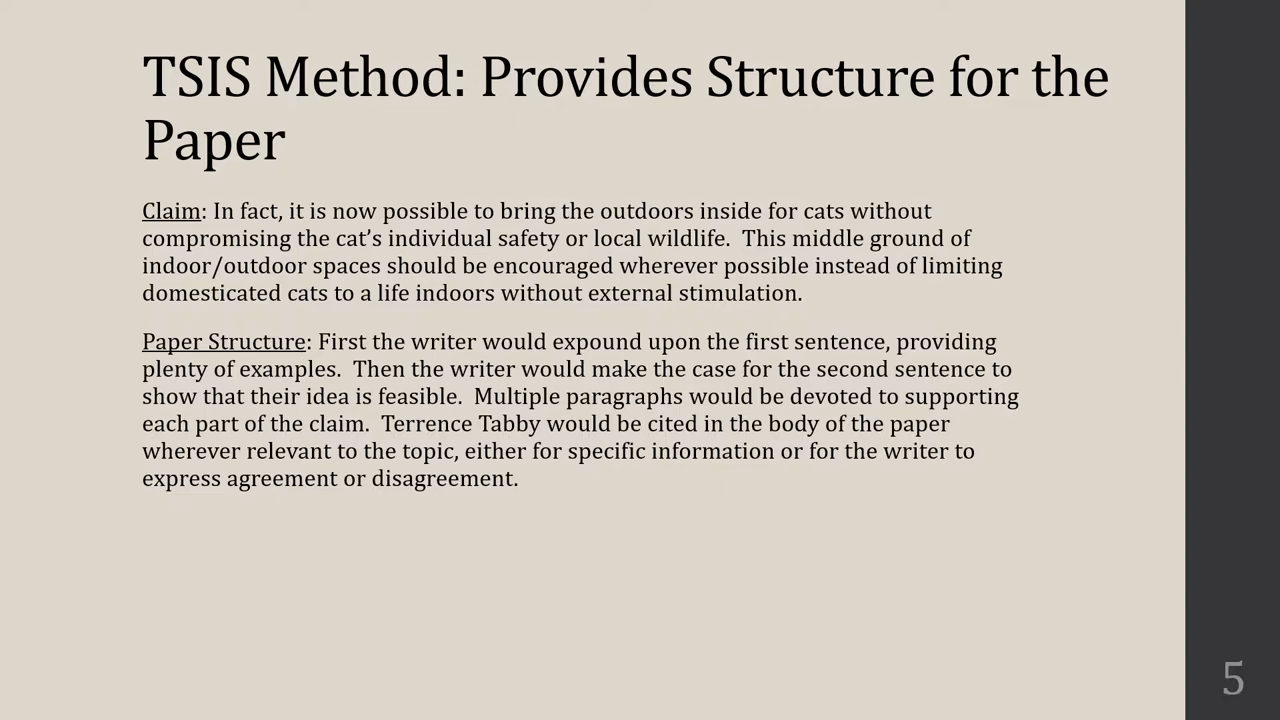 TSIS Method: Provides Structure for the
Paper
Claim: In fact, it is now possible to bring the outdoors inside for cats without
compromising the cat’s individual safety or local wildlife.  This middle ground of
indoor/outdoor spaces should be encouraged wherever possible instead of limiting
domesticated cats to a life indoors without external stimulation.
Paper Structure: First the writer would expound upon the first sentence, providing
plenty of examples.  Then the writer would make the case for the second sentence to
show that their idea is feasible.  Multiple paragraphs would be devoted to supporting
each part of the claim.  Terrence Tabby would be cited in the body of the paper
wherever relevant to the topic, either for specific information or for the writer to
express agreement or disagreement.
5